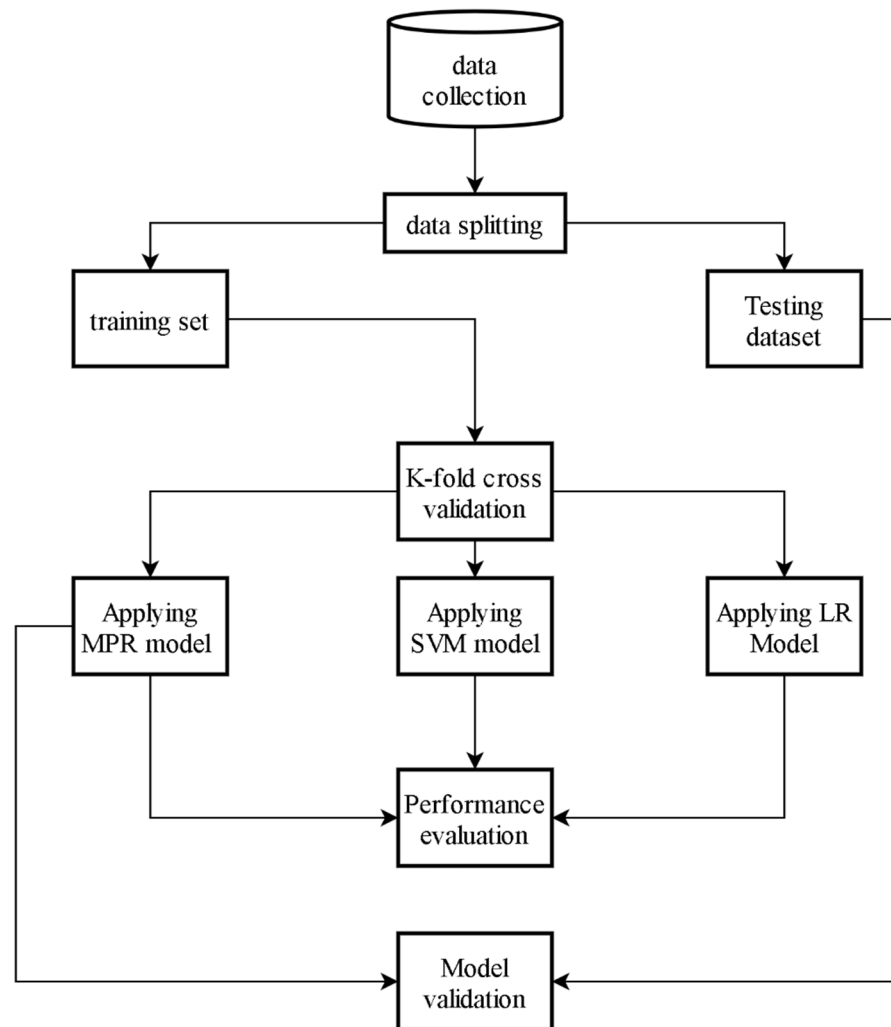 data
collection
data splitting
training set
Testing
dataset
K-fold cross
validation
Applying
MPR model
Applying
SVM model
Applying LR
Model
Performance
evaluation
Model
validation